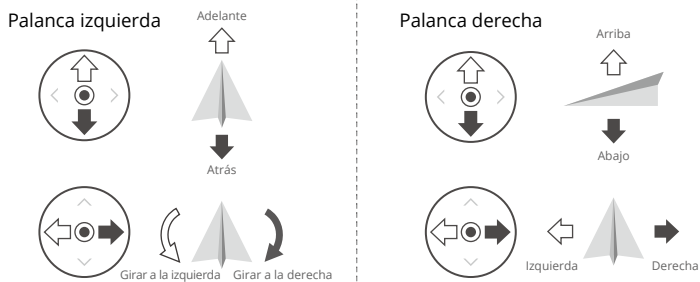 Palanca izquierda
Adelante
Atrás
Girar a la izquierda
Girar a la derecha
Palanca derecha
Arriba
Abajo
Izquierda
Derecha